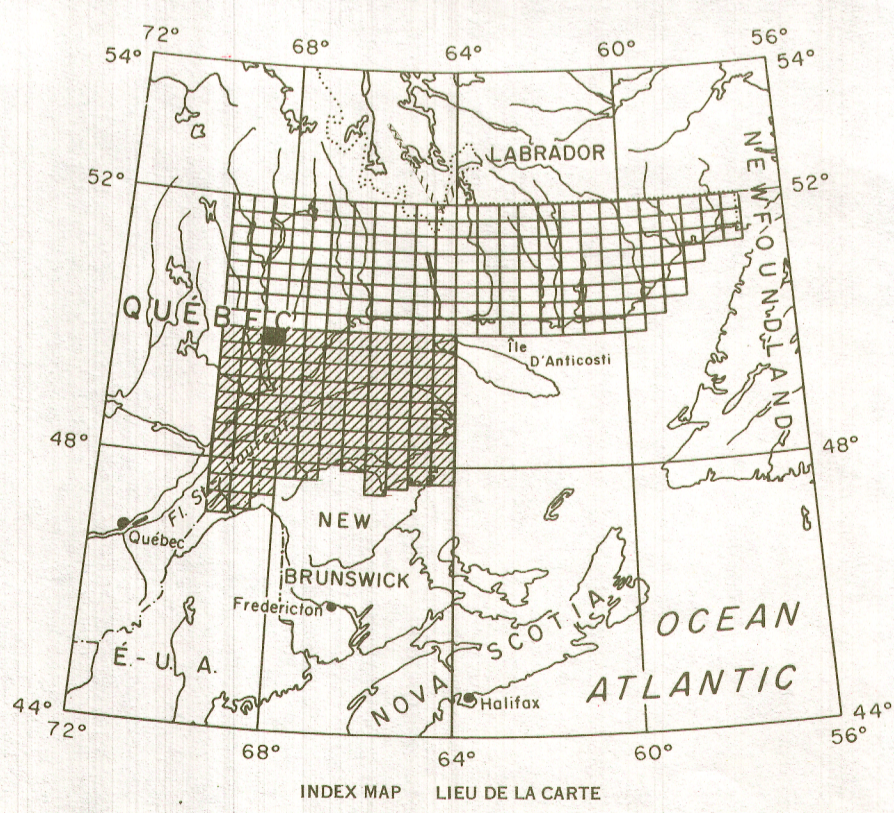 72°
68°
64°
60°
56°
54°
54°
LABRADOR
52°
52°
NEWFOUNDLAND
QUÉBEC
Île
D'Anticosti
48°
48°
Fl. St. Laurent
Québec
NEW
BRUNSWICK
Fredericton
É.-U.A.
NOVA SCOTIA
Halifax
OCEAN
ATLANTIC
44°
44°
72°
68°
64°
60°
56°
INDEX MAP LIEU DE LA CARTE